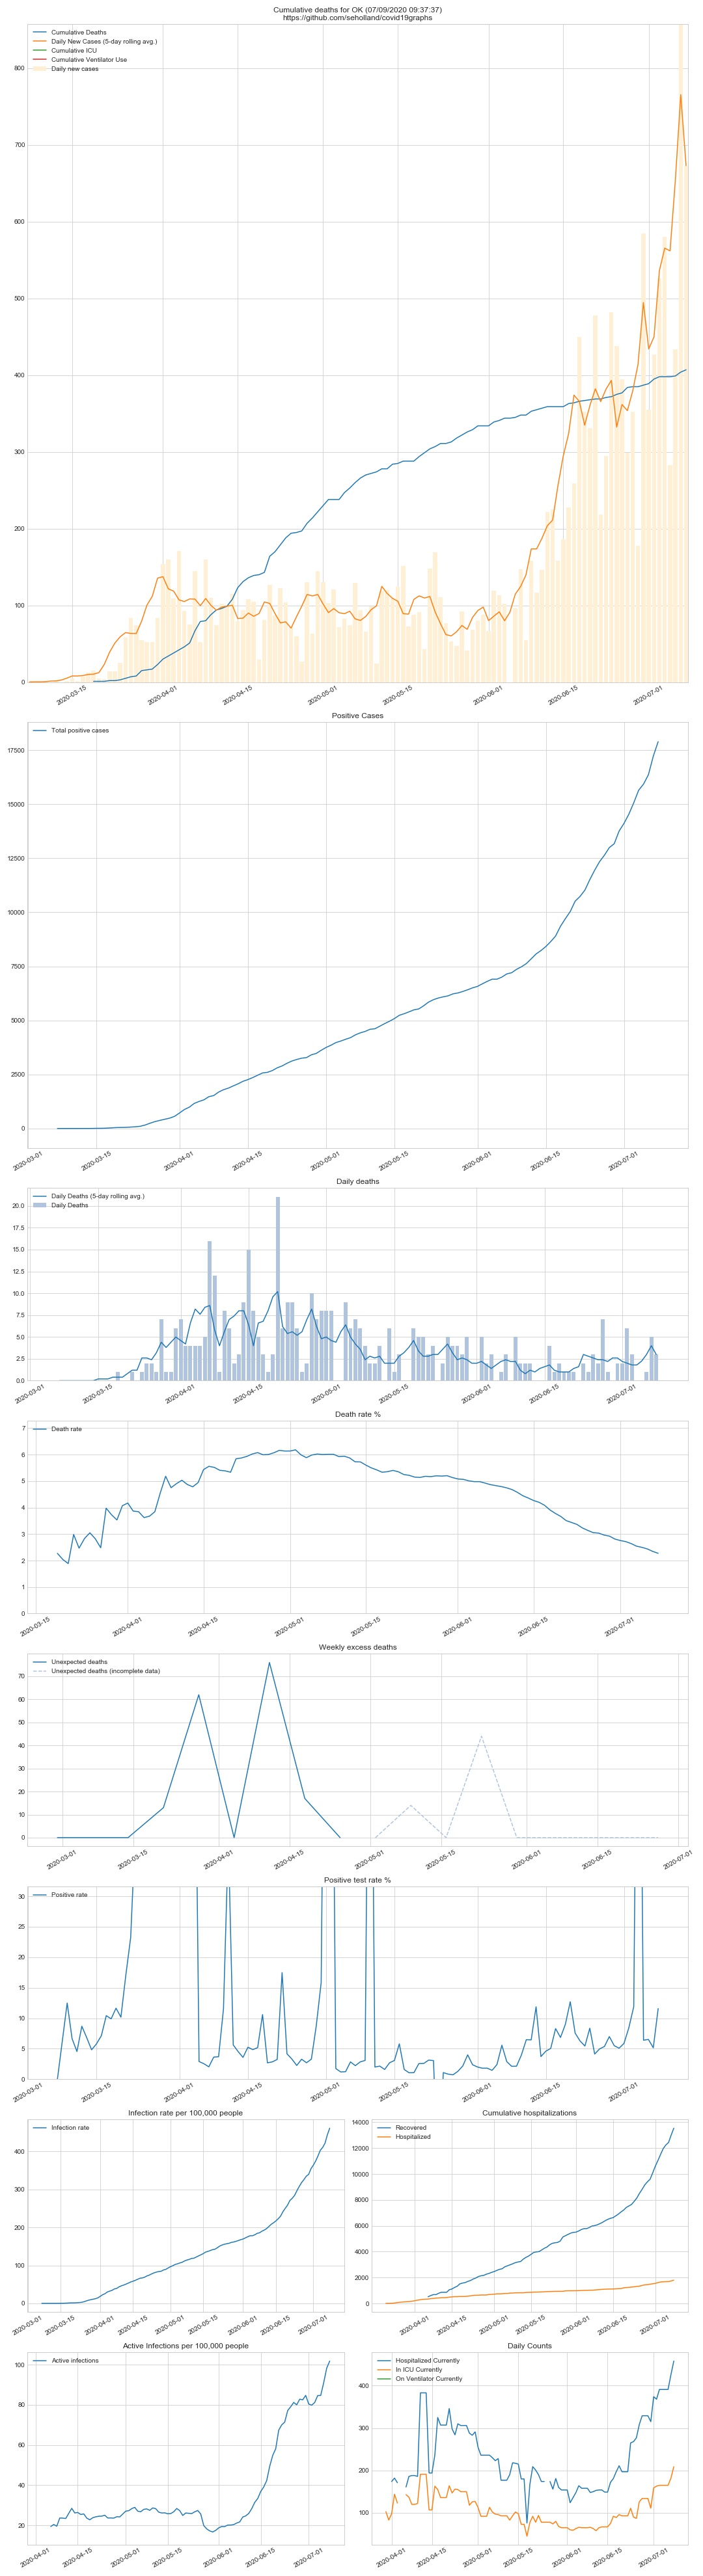 Cumulative deaths for OK (07/09/2020 09:37:37)
https://github.com/seholland/covid19graphs
Cumulative Deaths
Daily New Cases (5-day rolling avg.)
Cumulative ICU
Cumulative Ventilator Use
Daily new cases
800
700
600
500
400
300
200
100
0
2020-03-15 2020-04-01 2020-04-15 2020-05-01 2020-05-15 2020-06-01 2020-06-15 2020-07-01
Positive Cases
Total positive cases
17500
15000
12500
10000
7500
5000
2500
0
2020-03-01 2020-03-15 2020-04-01 2020-04-15 2020-05-01 2020-05-15 2020-06-01 2020-06-15 2020-07-01
Daily deaths
Daily Deaths (5-day rolling avg.)
Daily Deaths
20.0
17.5
15.0
12.5
10.0
7.5
5.0
2.5
0.0
2020-03-01 2020-03-15 2020-04-01 2020-04-15 2020-05-01 2020-05-15 2020-06-01 2020-06-15 2020-07-01
Death rate %
Death rate
7
6
5
4
3
2
1
0
2020-03-15 2020-04-01 2020-04-15 2020-05-01 2020-05-15 2020-06-01 2020-06-15 2020-07-01
Weekly excess deaths
Unexpected deaths
Unexpected deaths (incomplete data)
70
60
50
40
30
20
10
0
2020-03-01 2020-03-15 2020-04-01 2020-04-15 2020-05-01 2020-05-15 2020-06-01 2020-06-15 2020-07-01
Positive test rate %
Positive rate
30
25
20
15
10
5
0
2020-03-01 2020-03-15 2020-04-01 2020-04-15 2020-05-01 2020-05-15 2020-06-01 2020-06-15 2020-07-01
Infection rate per 100,000 people
Infection rate
400
300
200
100
0
2020-03-01 2020-03-15 2020-04-01 2020-04-15 2020-05-01 2020-05-15 2020-06-01 2020-06-15 2020-07-01
Cumulative hospitalizations
Recovered
Hospitalized
14000
12000
10000
8000
6000
4000
2000
0
2020-04-01 2020-04-15 2020-05-01 2020-05-15 2020-06-01 2020-06-15 2020-07-01
Active Infections per 100,000 people
Active infections
100
80
60
40
20
2020-04-01 2020-04-15 2020-05-01 2020-05-15 2020-06-01 2020-06-15 2020-07-01
Daily Counts
Hospitalized Currently
In ICU Currently
On Ventilator Currently
400
300
200
100
2020-04-01 2020-04-15 2020-05-01 2020-05-15 2020-06-01 2020-06-15 2020-07-01